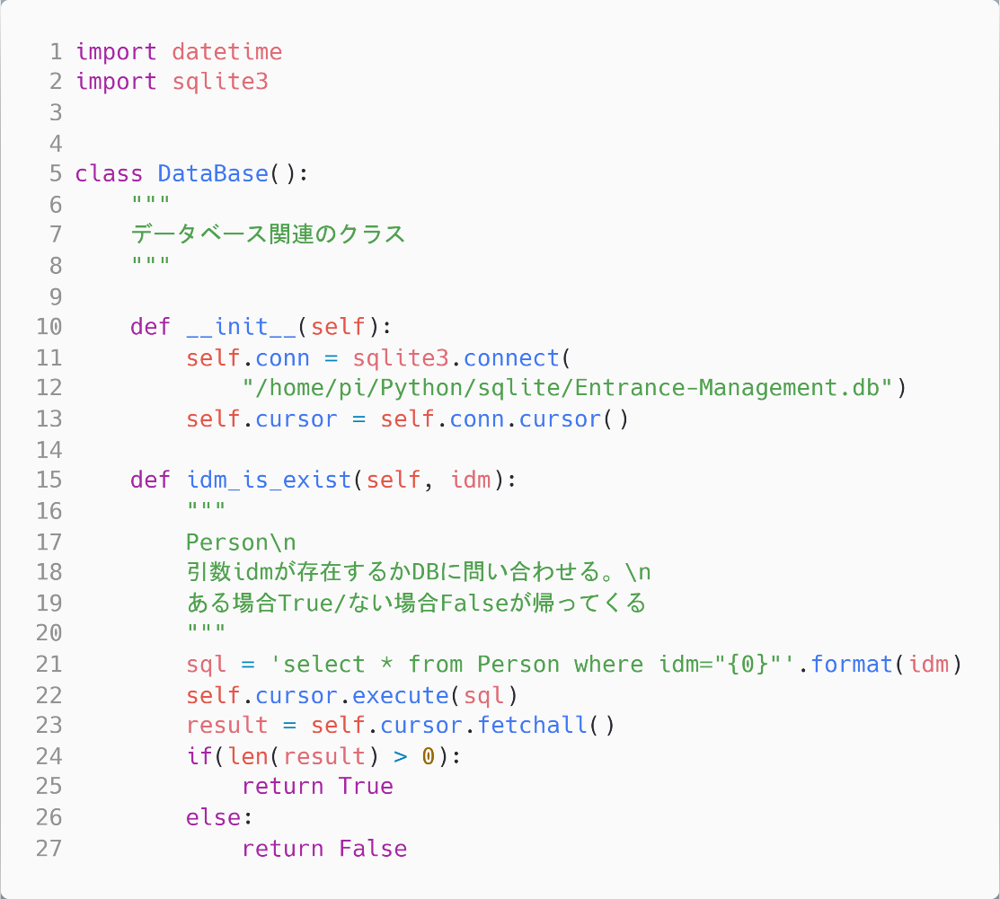 1 import datetime
2 import sqlite3
3
4
5 class DataBase():
6     """
7     データベース関連のクラス
8     """
9
10     def __init__(self):
11         self.conn = sqlite3.connect(
12             "/home/pi/Python/sqlite/Entrance-Management.db")
13         self.cursor = self.conn.cursor()
14
15     def idm_is_exist(self, idm):
16         """
17         Person\n
18         引数idmが存在するかDBに問い合わせる。\n
19         ある場合True/ない場合Falseが帰ってくる
20         """
21         sql = 'select * from Person where idm="{0}"'.format(idm)
22         self.cursor.execute(sql)
23         result = self.cursor.fetchall()
24         if(len(result) > 0):
25             return True
26         else:
27             return False